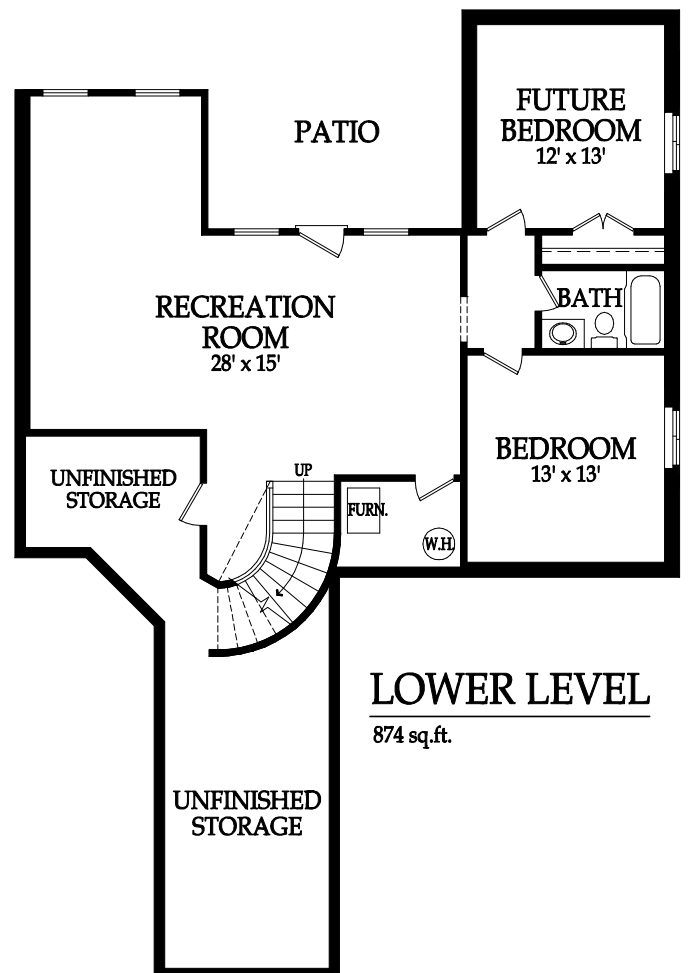 FUTURE
BEDROOM
12' x 13'
PATIO
RECREATION
ROOM
28' x 15'
BATH
BEDROOM
13' x 13'
UNFINISHED
STORAGE
UP
FURN.
W.H.
LOWER LEVEL
874 sq.ft.
UNFINISHED
STORAGE